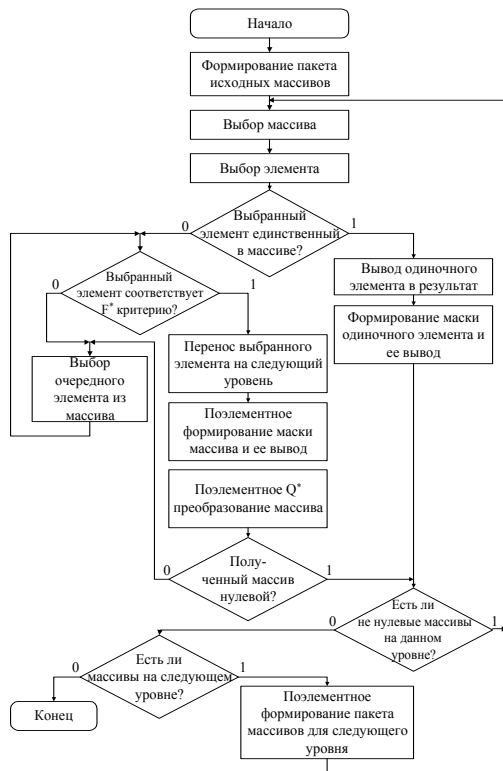 Начало
Формирование пакета
исходных массивов
Выбор массива
Выбор элемента
Выбранный
элемент единственный
в массиве?
0
1
Выбранный
элемент соответствует
F* критерию?
0
1
Вывод одиночного
элемента в результат
Формирование маски
одиночного элемента и
ее вывод
Перенос выбранного
элемента на следующий
уровень
Выбор
очередного
элемента из
массива
Поэлементное
формирование маски
массива и ее вывод
Поэлементное Q*
преобразование массива
Полу-
ченный массив
нулевой?
0
1
Есть ли
не нулевые массивы
на данном
уровне?
0
1
Есть ли
массивы на следующем
уровне?
0
1
Конец
Поэлементное
формирование пакета
массивов для следующего
уровня